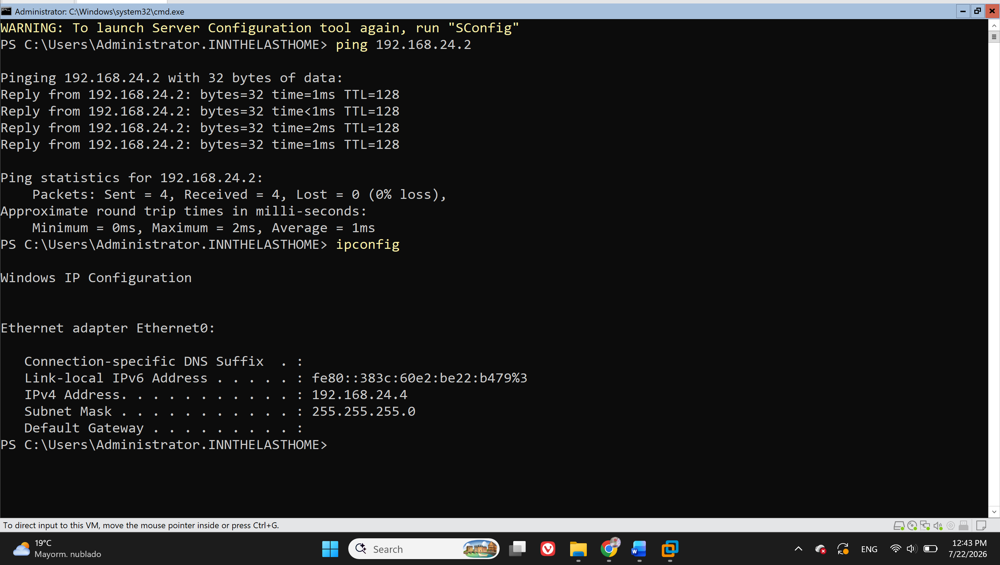 Administrator: C:\Windows\system32\cmd.exe
WARNING: To launch Server Configuration tool again, run "SConfig"
PS C:\Users\Administrator.INNTHELASTHOME> ping 192.168.24.2
Pinging 192.168.24.2 with 32 bytes of data:
Reply from 192.168.24.2: bytes=32 time=1ms TTL=128
Reply from 192.168.24.2: bytes=32 time<1ms TTL=128
Reply from 192.168.24.2: bytes=32 time=2ms TTL=128
Reply from 192.168.24.2: bytes=32 time=1ms TTL=128
Ping statistics for 192.168.24.2:
    Packets: Sent = 4, Received = 4, Lost = 0 (0% loss),
Approximate round trip times in milli-seconds:
    Minimum = 0ms, Maximum = 2ms, Average = 1ms
PS C:\Users\Administrator.INNTHELASTHOME> ipconfig
Windows IP Configuration
Ethernet adapter Ethernet0:
   Connection-specific DNS Suffix  . :
   Link-local IPv6 Address . . . . . : fe80::383c:60e2:be22:b479%3
   IPv4 Address. . . . . . . . . . . : 192.168.24.4
   Subnet Mask . . . . . . . . . . . : 255.255.255.0
   Default Gateway . . . . . . . . . :
PS C:\Users\Administrator.INNTHELASTHOME>
To direct input to this VM, move the mouse pointer inside or press Ctrl+G.
19°C
Mayorm. nublado
Search
ENG
12:43 PM
7/22/2026